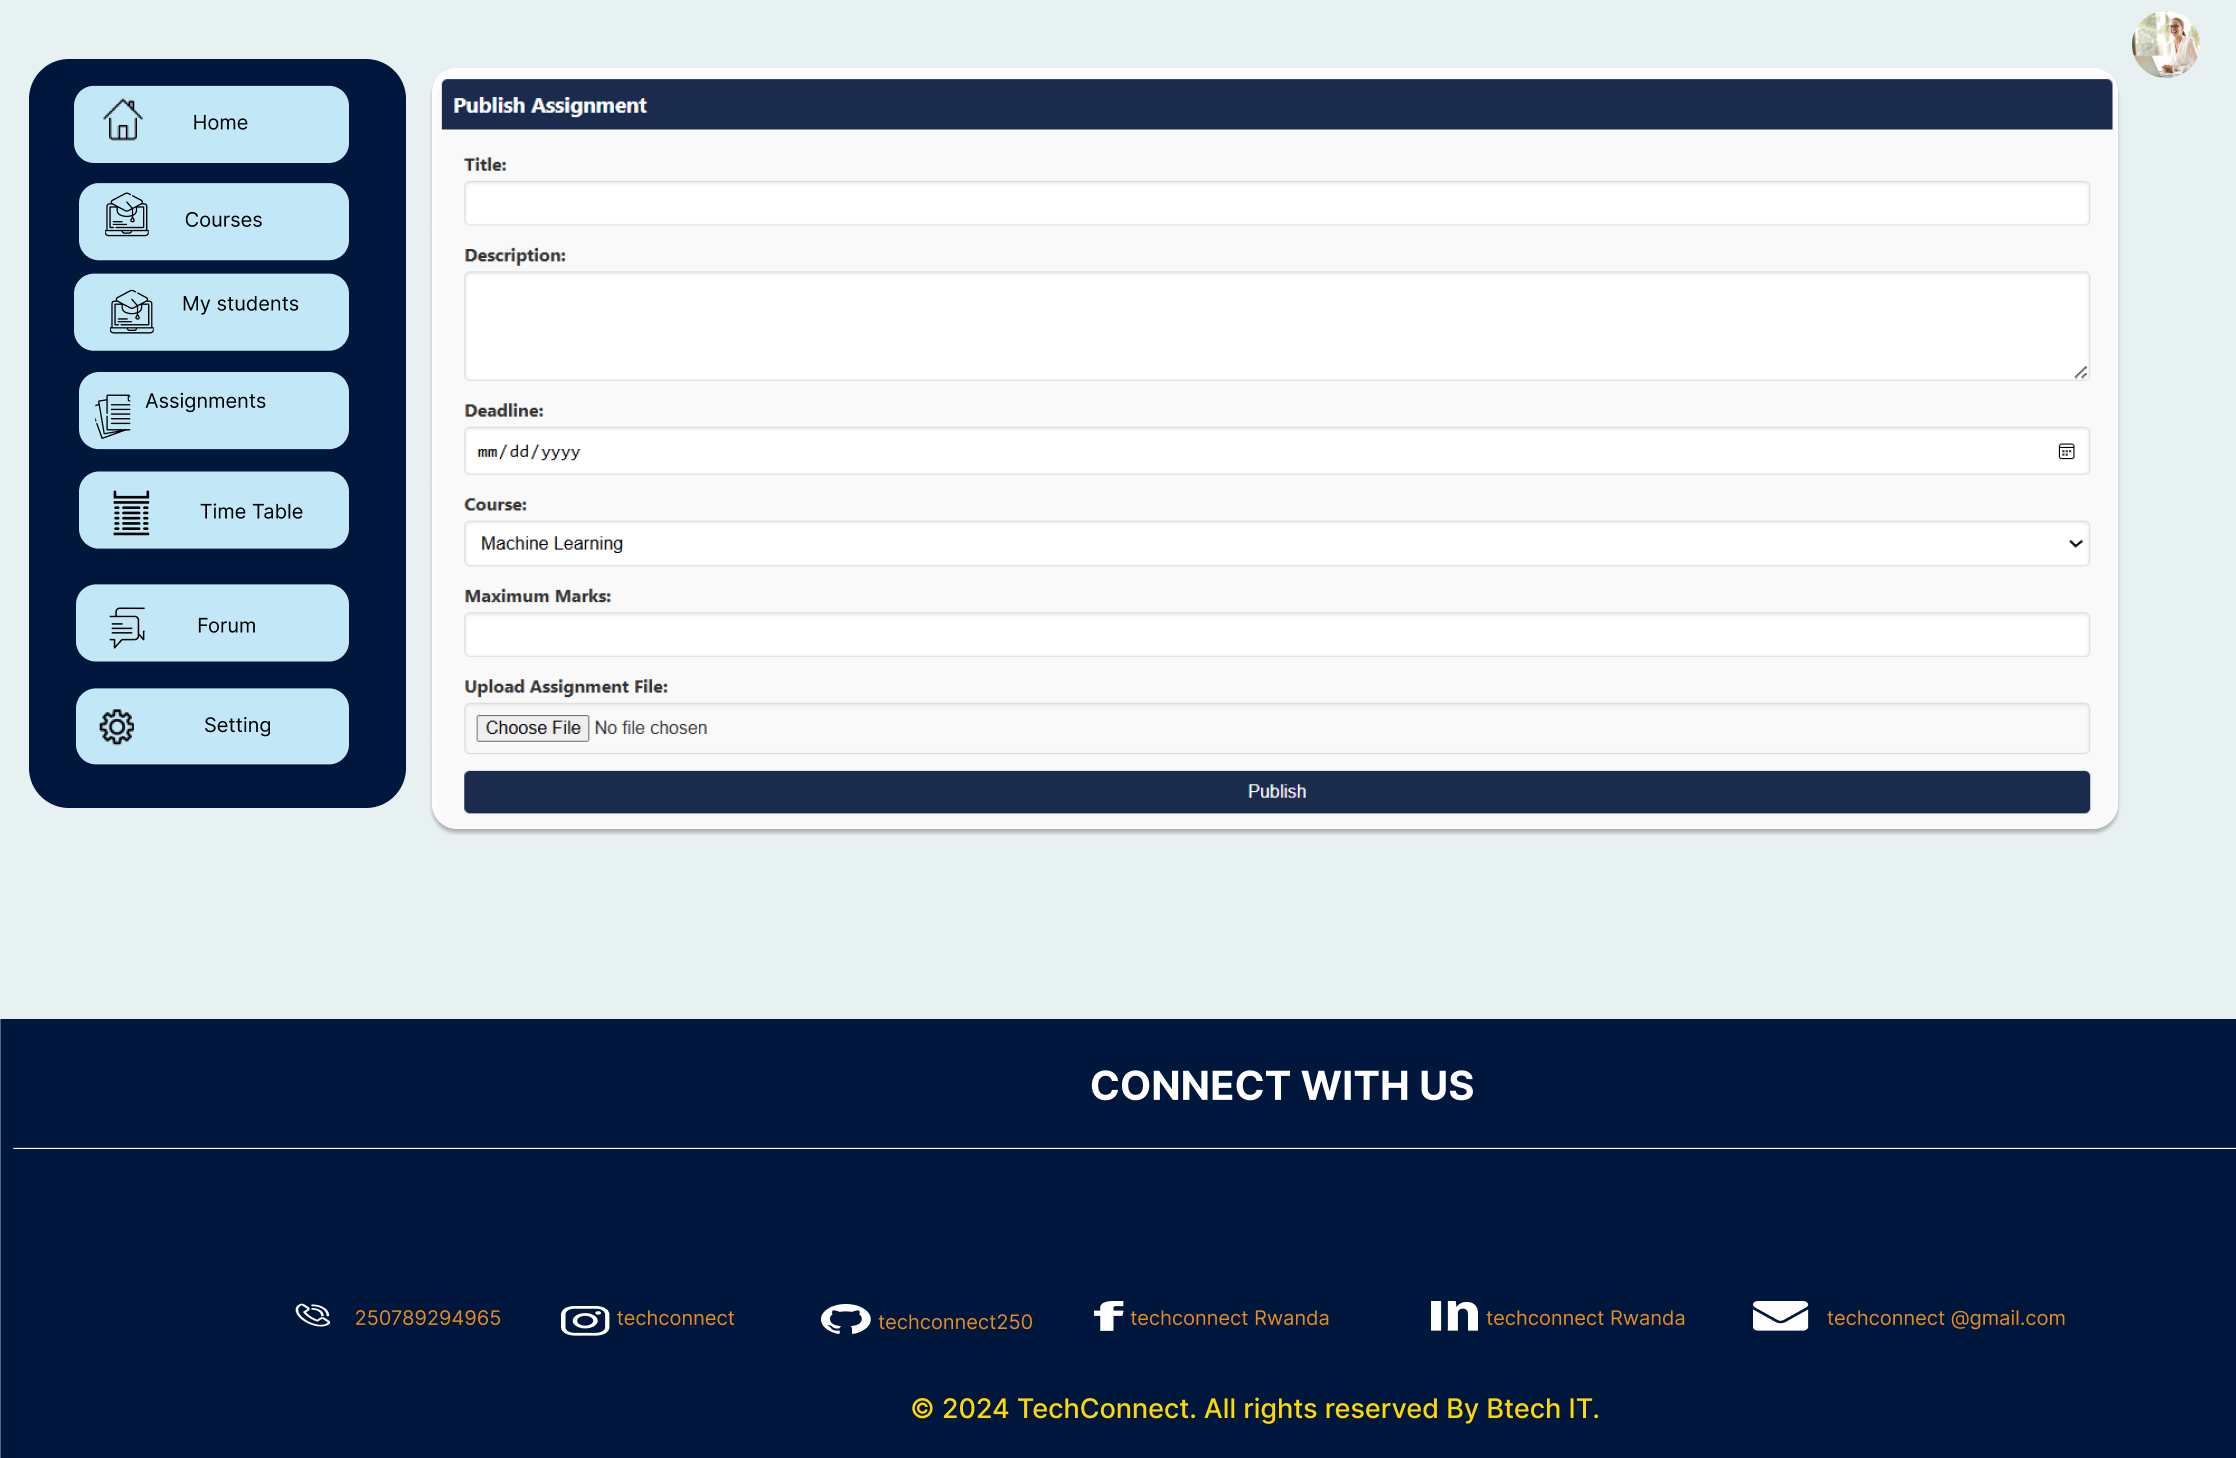 Home
Courses
My students
Assignments
Time Table
Forum
Setting
Publish Assignment
Title:
Description:
Deadline:
mm/dd/yyyy
Course:
Machine Learning
Maximum Marks:
Upload Assignment File:
Choose File No file chosen
Publish
CONNECT WITH US
250789294965
techconnect
techconnect250
techconnect Rwanda
techconnect Rwanda
techconnect @gmail.com
© 2024 TechConnect. All rights reserved By Btech IT.